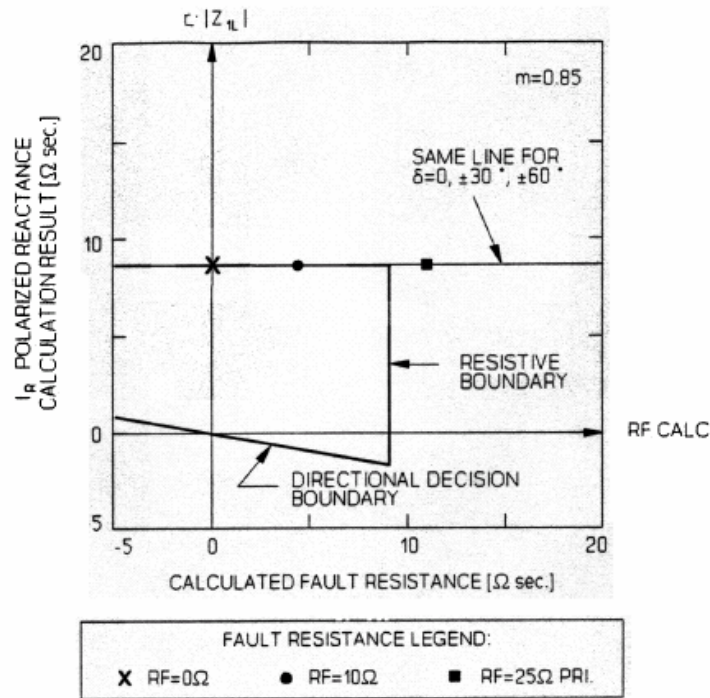 ·|Z1L|
20
m=0.85
SAME LINE FOR
δ=0, ±30°, ±60°
10
RESISTIVE
BOUNDARY
0
RF CALC
DIRECTIONAL DECISION
BOUNDARY
5
-5 0 10 20
IR POLARIZED REACTANCE
CALCULATION RESULT [Ω sec.]
CALCULATED FAULT RESISTANCE [Ω sec.]
FAULT RESISTANCE LEGEND:
X RF=0Ω ● RF=10Ω ■ RF=25Ω PRI.